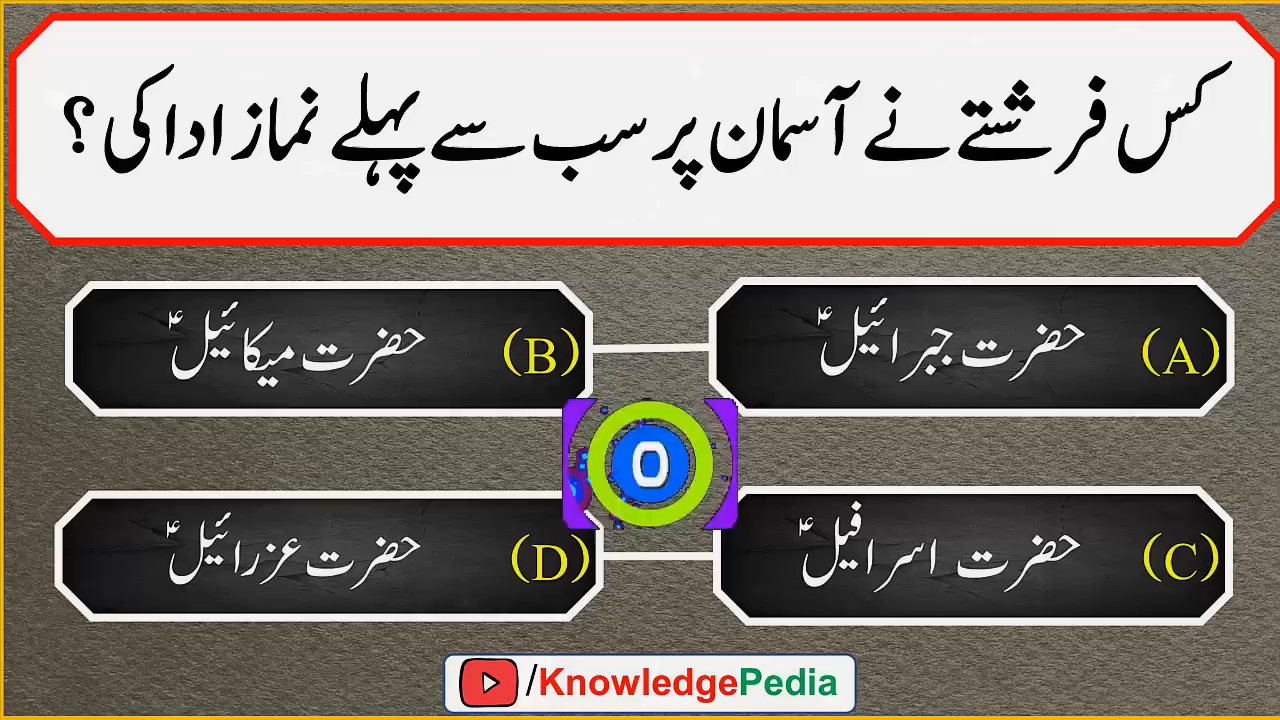 کس فرشتے نے آسمان پر سب سے پہلے نماز ادا کی؟
(A) حضرت جبرائیلؑ
(B) حضرت میکائیلؑ
0
(C) حضرت اسرافیلؑ
(D) حضرت عزرائیلؑ
/KnowledgePedia